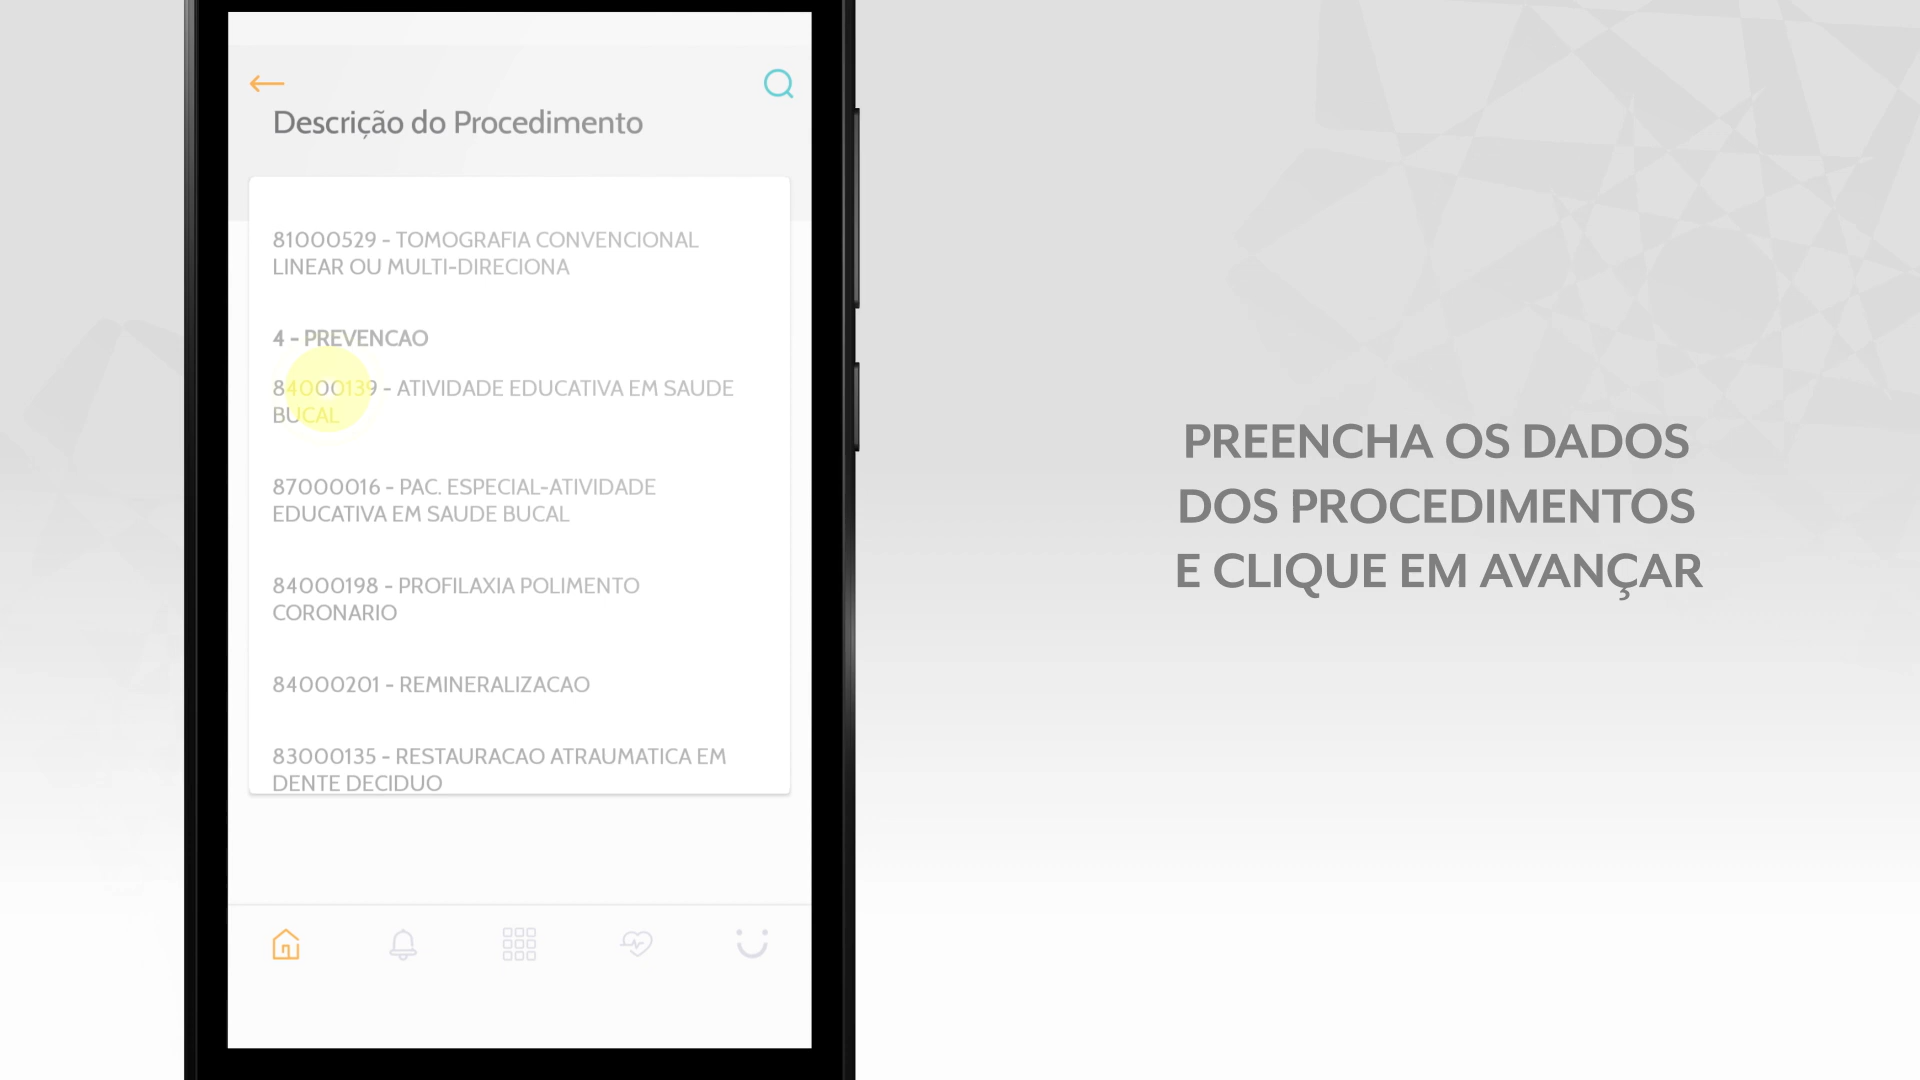 Descrição do Procedimento
81000529 - TOMOGRAFIA CONVENCIONAL
LINEAR OU MULTI-DIRECIONA
4 - PREVENCAO
84000139 - ATIVIDADE EDUCATIVA EM SAUDE
BUCAL
87000016 - PAC. ESPECIAL-ATIVIDADE
EDUCATIVA EM SAUDE BUCAL
84000198 - PROFILAXIA POLIMENTO
CORONARIO
84000201 - REMINERALIZACAO
83000135 - RESTAURACAO ATRAUMATICA EM
DENTE DECIDUO
PREENCHA OS DADOS
DOS PROCEDIMENTOS
E CLIQUE EM AVANÇAR